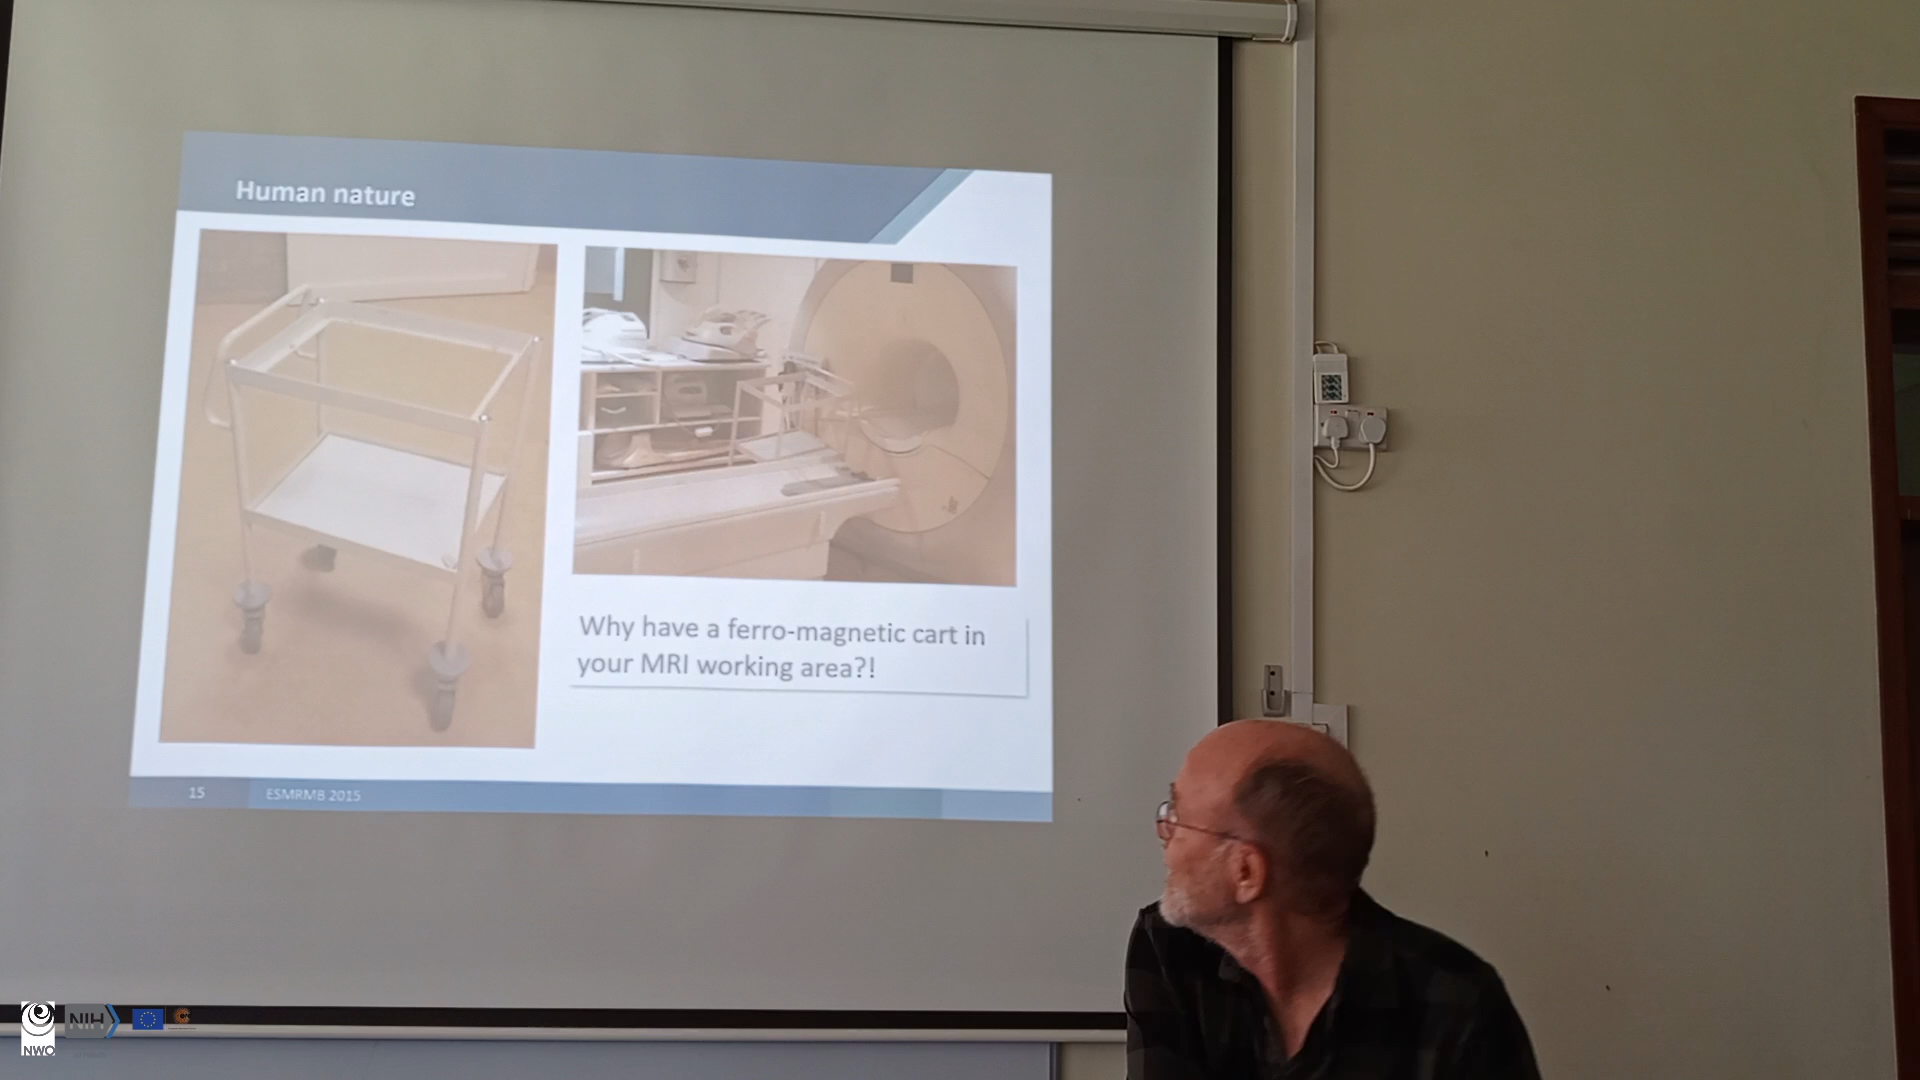 Human nature
Why have a ferro-magnetic cart in
your MRI working area?!
15
ESMRMB 2015
NWO
NIH